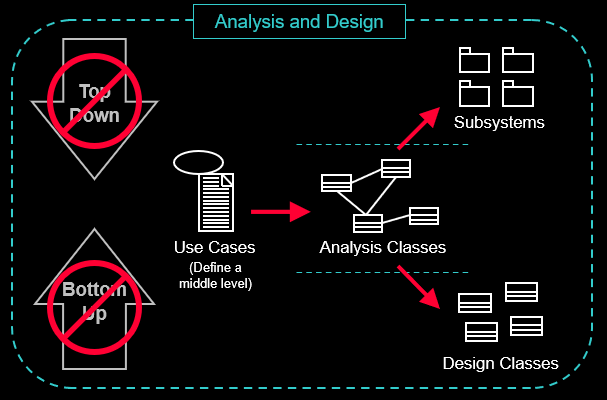 Analysis and Design
Top
Down
Subsystems
Use Cases
(Define a
middle level)
Analysis Classes
Bottom
Up
Design Classes